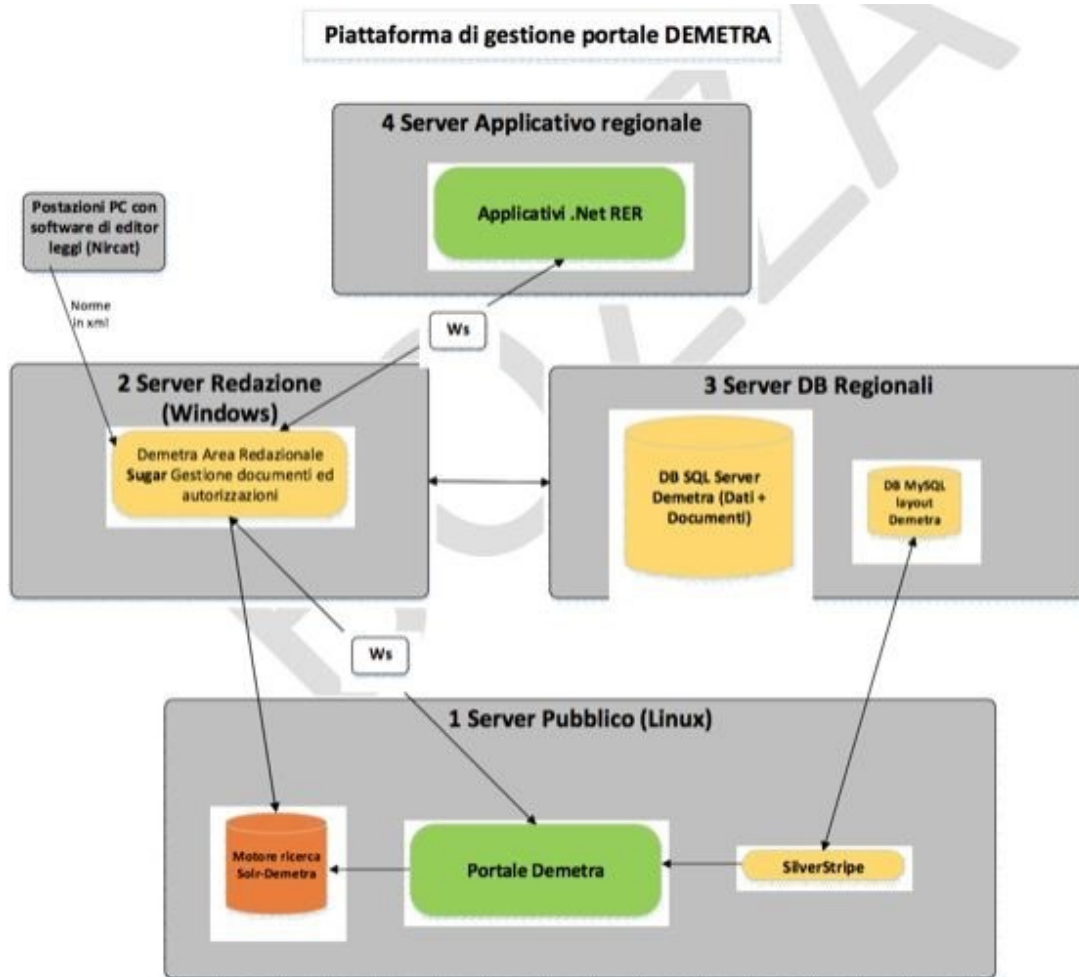 Piattaforma di gestione portale DEMETRA
4 Server Applicativo regionale
Applicativi .Net RER
Postazioni PC con
software di editor
leggi (Nircat)
Norme
in xml
Ws
2 Server Redazione
(Windows)
Demetra Area Redazionale
Sugar Gestione documenti ed
autorizzazioni
3 Server DB Regionali
DB SQL Server
Demetra (Dati +
Documenti)
DB MySQL
layout
Demetra
Ws
1 Server Pubblico (Linux)
Motore ricerca
Solr-Demetra
Portale Demetra
SilverStripe